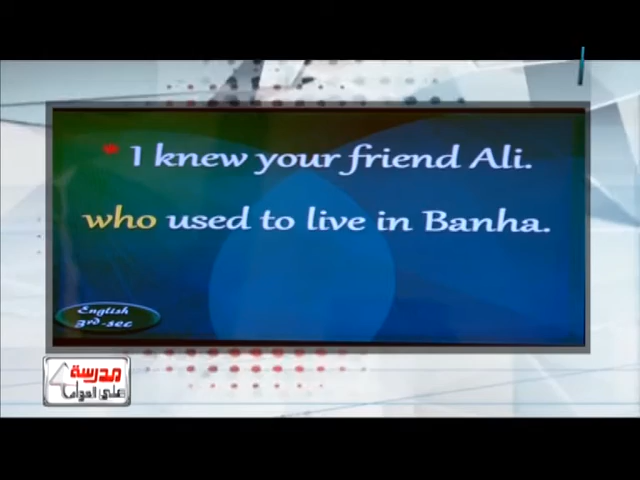 * I knew your friend Ali.
who used to live in Banha.
English
3rd-sec
مدرسة
على الهواء